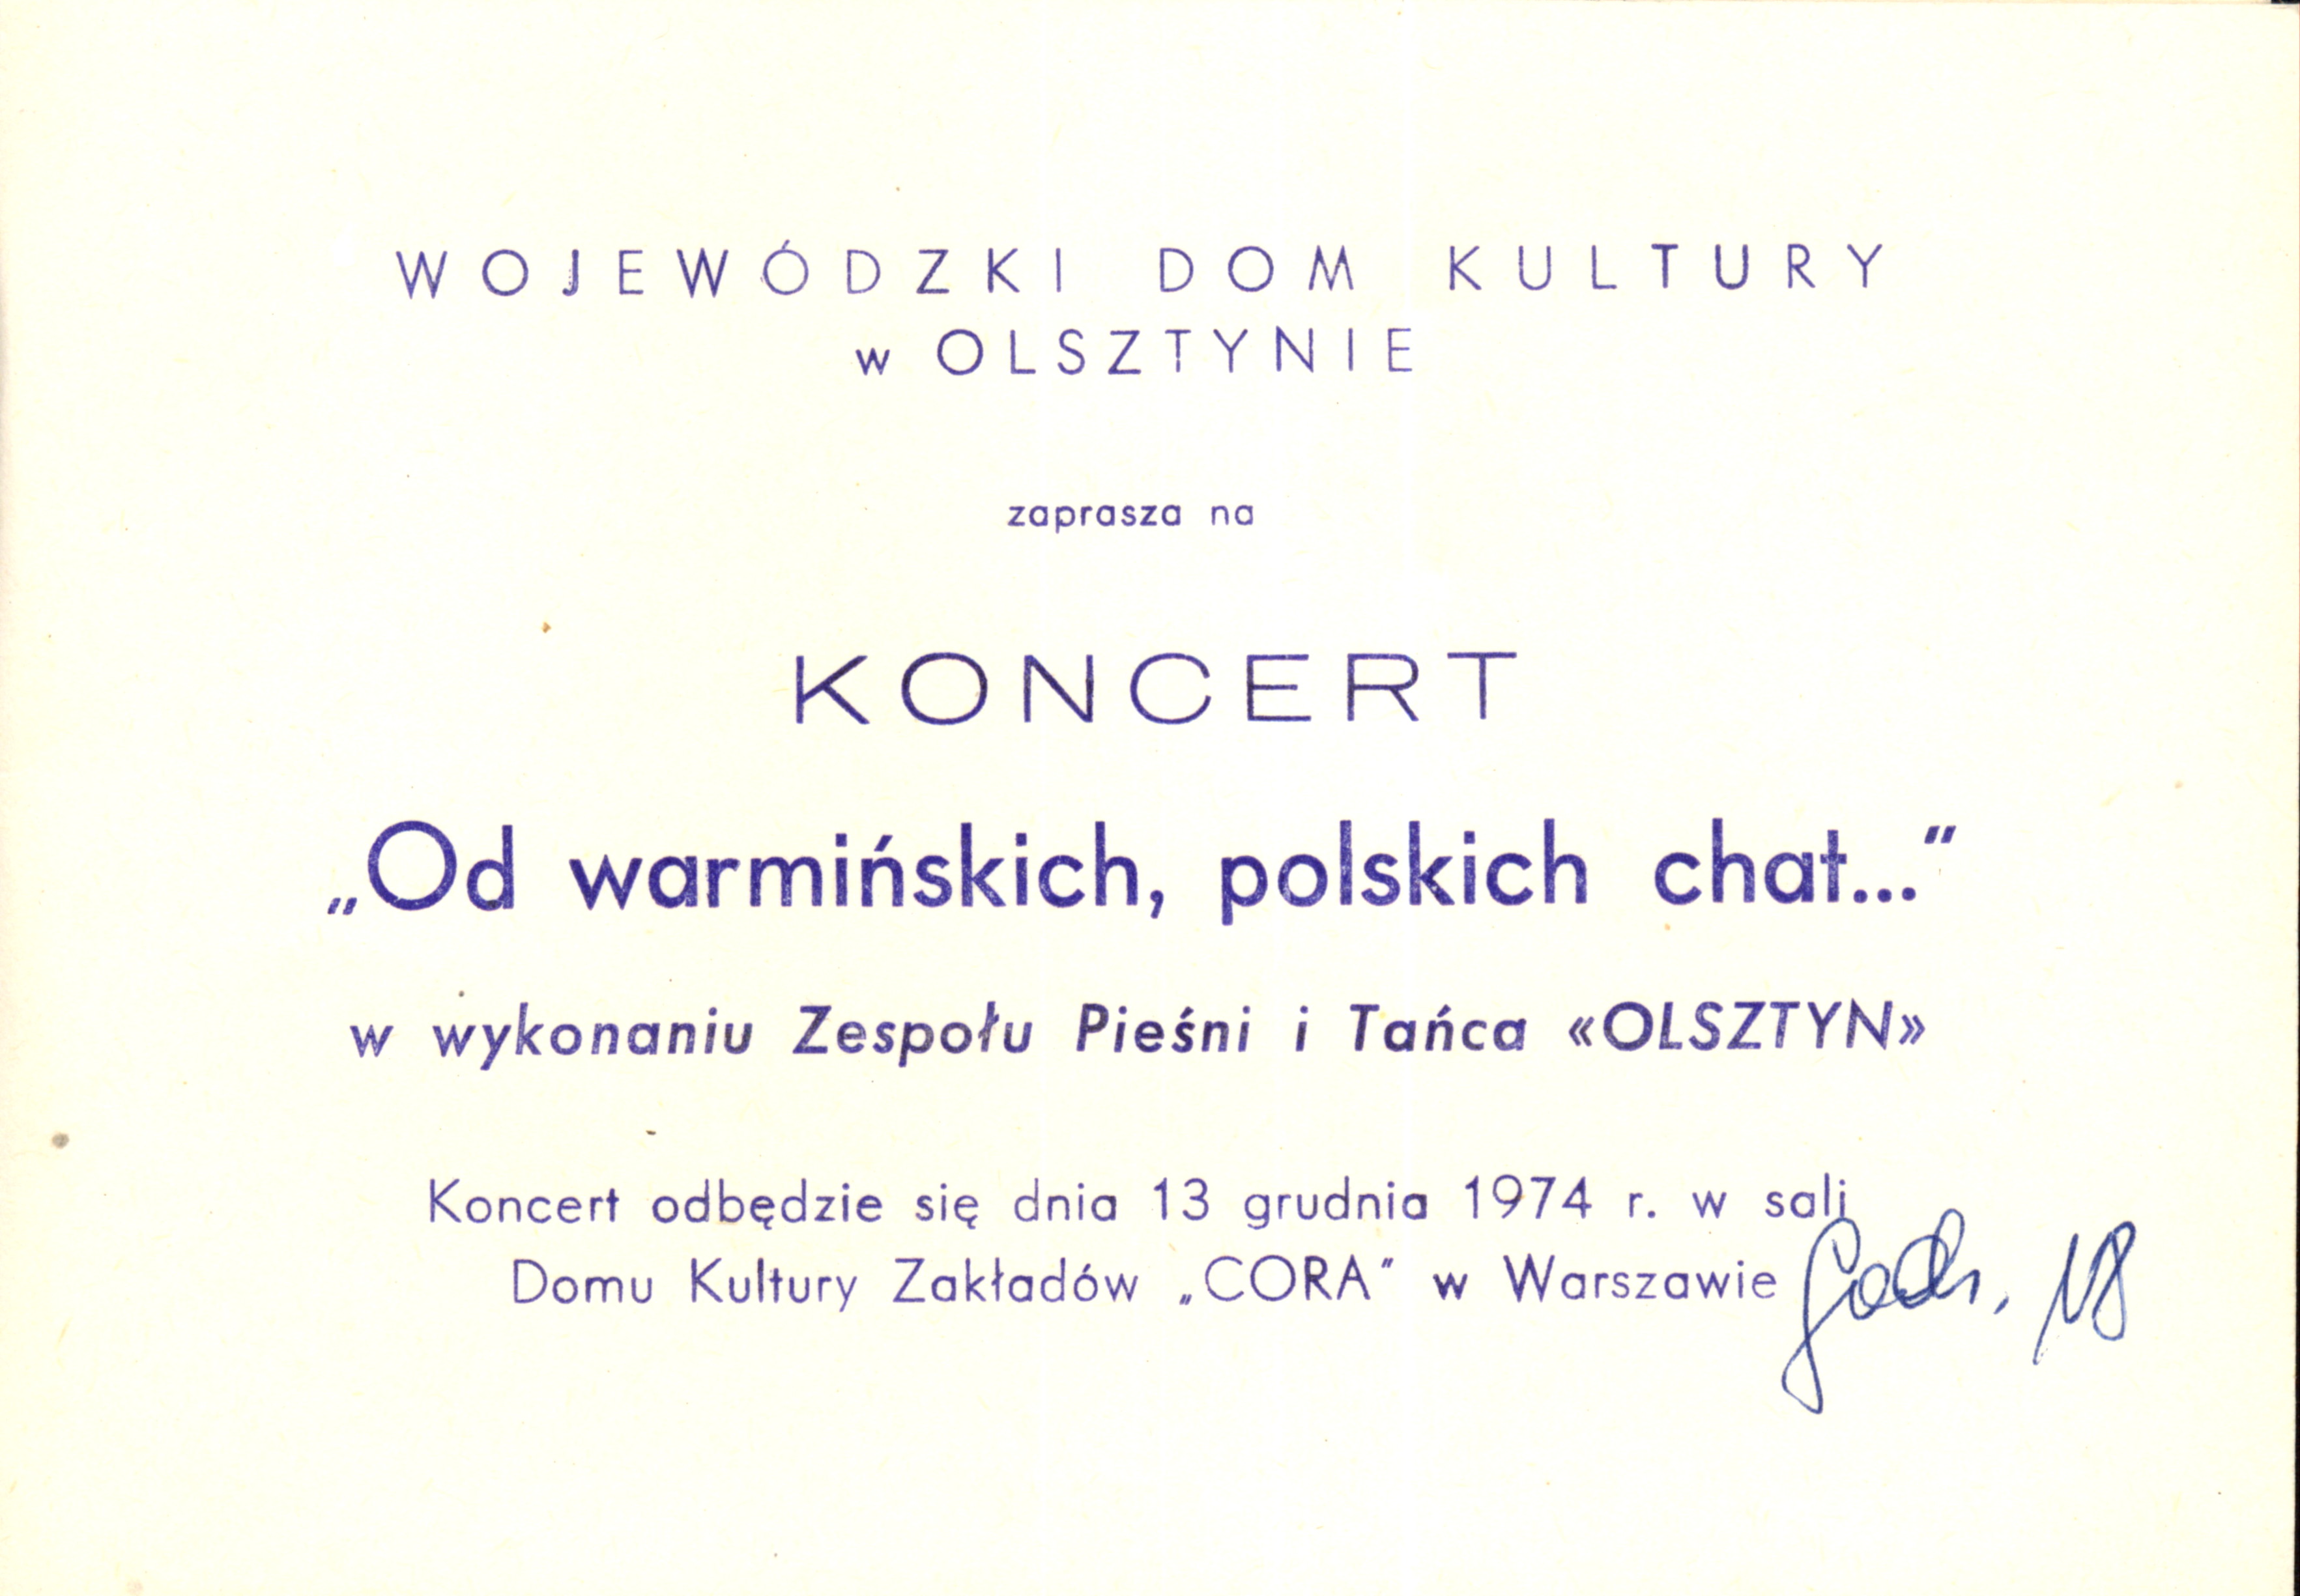 WOJEWÓDZKI DOM KULTURY
w OLSZTYNIE
zaprasza na
KONCERT
„Od warmińskich, polskich chat..."
w wykonaniu Zespołu Pieśni i Tańca «OLSZTYN»
Koncert odbędzie się dnia 13 grudnia 1974 r. w sali
Domu Kultury Zakładów „CORA" w Warszawie godz. 18